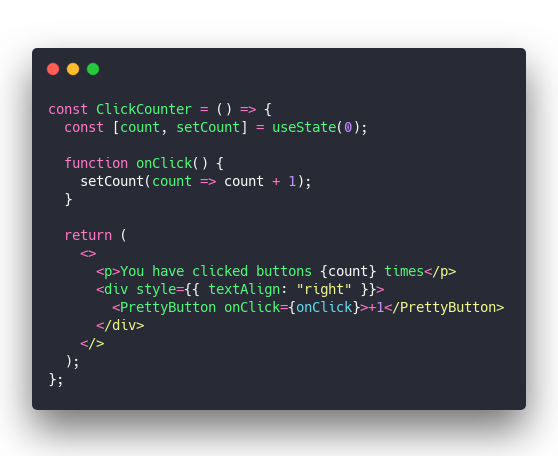 const ClickCounter = () => {
  const [count, setCount] = useState(0);

  function onClick() {
    setCount(count => count + 1);
  }

  return (
    <>
      <p>You have clicked buttons {count} times</p>
      <div style={{ textAlign: "right" }}>
        <PrettyButton onClick={onClick}>+1</PrettyButton>
      </div>
    </>
  );
};